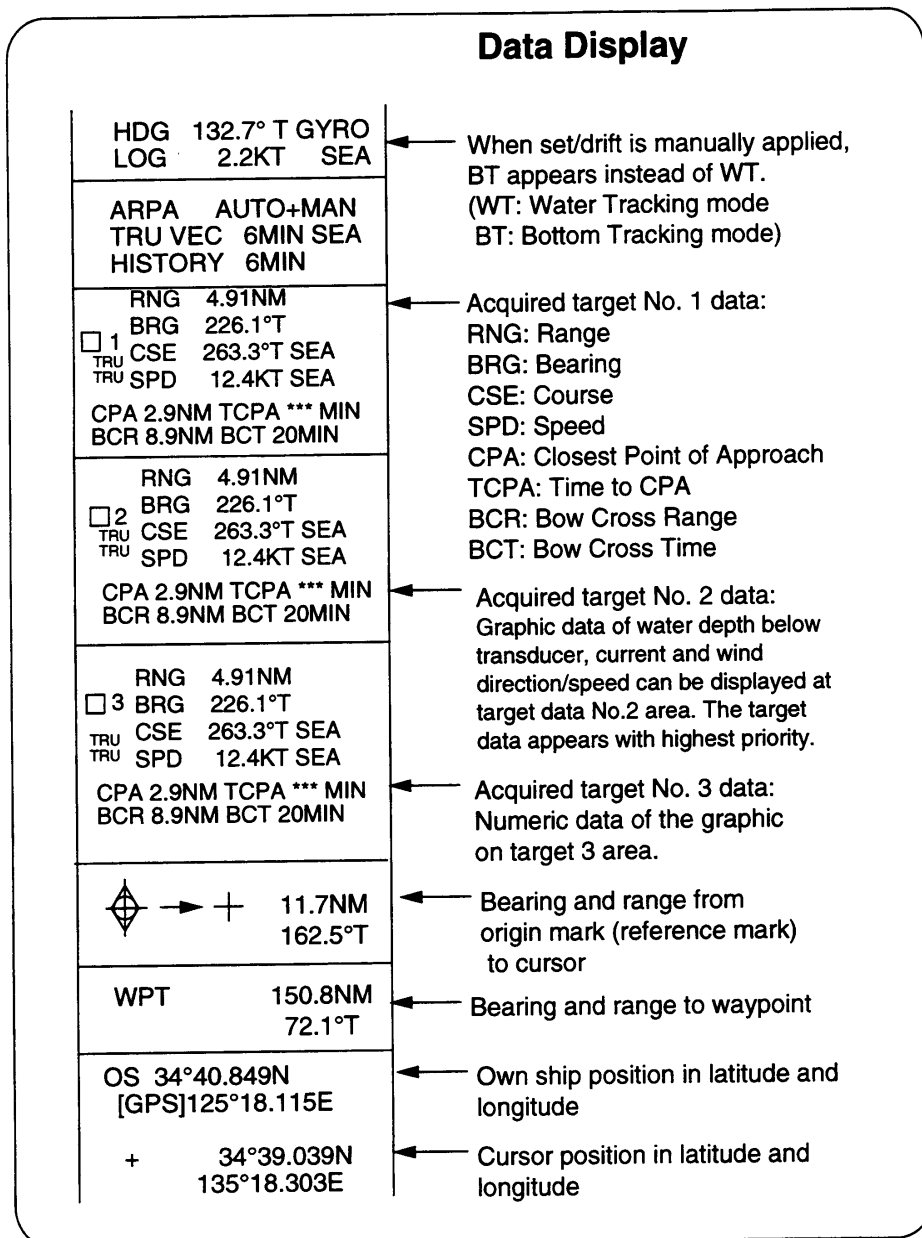 Data Display
HDG 132.7° T GYRO
LOG 2.2KT SEA
When set/drift is manually applied,
BT appears instead of WT.
(WT: Water Tracking mode
BT: Bottom Tracking mode)
ARPA AUTO+MAN
TRU VEC 6MIN SEA
HISTORY 6MIN
RNG 4.91NM
BRG 226.1°T
□ 1
TRU CSE 263.3°T SEA
TRU SPD 12.4KT SEA
CPA 2.9NM TCPA *** MIN
BCR 8.9NM BCT 20MIN
Acquired target No. 1 data:
RNG: Range
BRG: Bearing
CSE: Course
SPD: Speed
CPA: Closest Point of Approach
TCPA: Time to CPA
BCR: Bow Cross Range
BCT: Bow Cross Time
RNG 4.91NM
BRG 226.1°T
□2
TRU CSE 263.3°T SEA
TRU SPD 12.4KT SEA
CPA 2.9NM TCPA *** MIN
BCR 8.9NM BCT 20MIN
Acquired target No. 2 data:
Graphic data of water depth below
transducer, current and wind
direction/speed can be displayed at
target data No.2 area. The target
data appears with highest priority.
RNG 4.91NM
□ 3 BRG 226.1°T
TRU CSE 263.3°T SEA
TRU SPD 12.4KT SEA
CPA 2.9NM TCPA *** MIN
BCR 8.9NM BCT 20MIN
Acquired target No. 3 data:
Numeric data of the graphic
on target 3 area.
+ 11.7NM
162.5°T
Bearing and range from
origin mark (reference mark)
to cursor
WPT 150.8NM
72.1°T
Bearing and range to waypoint
OS 34°40.849N
[GPS]125°18.115E
Own ship position in latitude and
longitude
+ 34°39.039N
135°18.303E
Cursor position in latitude and
longitude